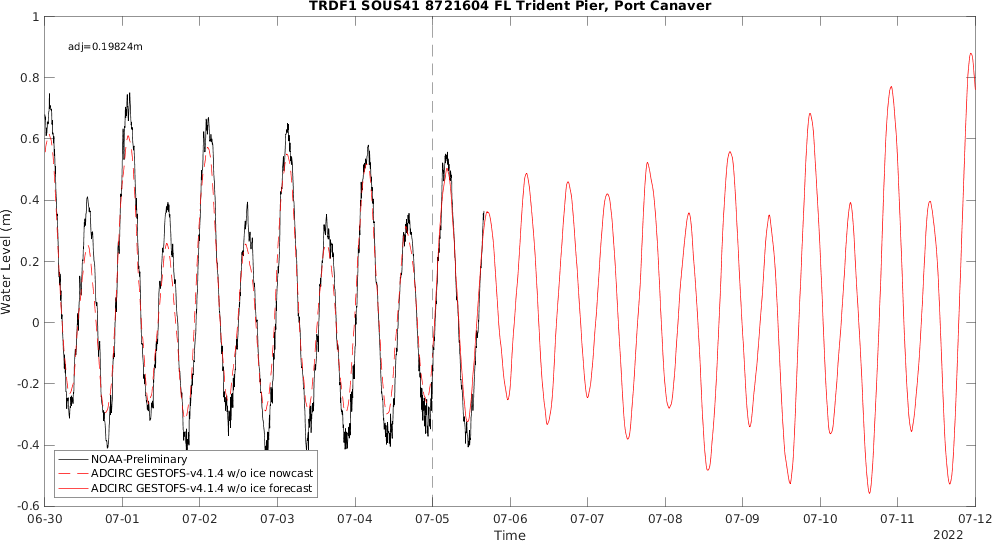 TRDF1 SOUS41 8721604 FL Trident Pier, Port Canaver
adj=0.19824m
1
0.8
0.6
0.4
0.2
0
-0.2
-0.4
-0.6
Water Level (m)
NOAA-Preliminary
ADCIRC GESTOFS-v4.1.4 w/o ice nowcast
ADCIRC GESTOFS-v4.1.4 w/o ice forecast
06-30 07-01 07-02 07-03 07-04 07-05 07-06 07-07 07-08 07-09 07-10 07-11 07-12
Time
2022